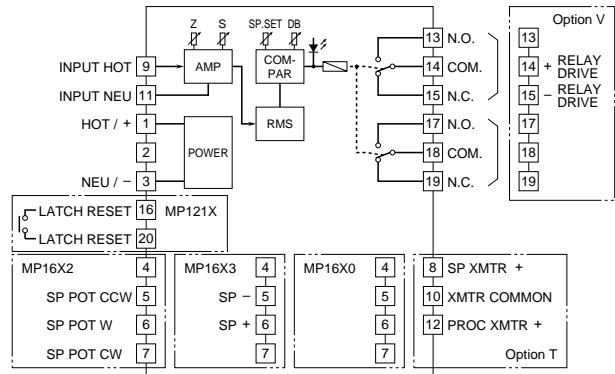 Z S SP.SET DB
INPUT HOT 9 AMP COM-
PAR 13 N.O.
14 COM.
INPUT NEU 11 15 N.C.
HOT / + 1 RMS 17 N.O.
2 POWER 18 COM.
NEU / − 3 19 N.C.
Option V
13
14 + RELAY
DRIVE
15 − RELAY
DRIVE
17
18
19
LATCH RESET 16 MP121X
LATCH RESET 20
MP16X2 4
SP POT CCW 5
SP POT W 6
SP POT CW 7
MP16X3 4
SP − 5
SP + 6
7
MP16X0 4
5
6
7
8 SP XMTR +
10 XMTR COMMON
12 PROC XMTR +
Option T